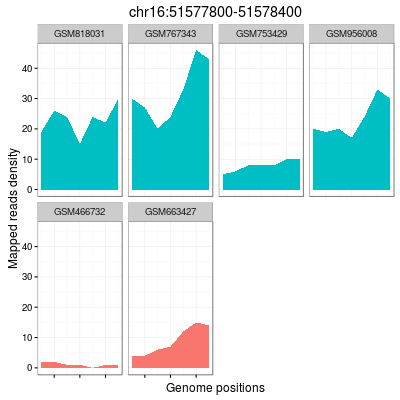 chr16:51577800-51578400
GSM818031 GSM767343 GSM753429 GSM956008
40
30
20
10
0
Mapped reads density
GSM466732 GSM663427
40
30
20
10
0
Genome positions